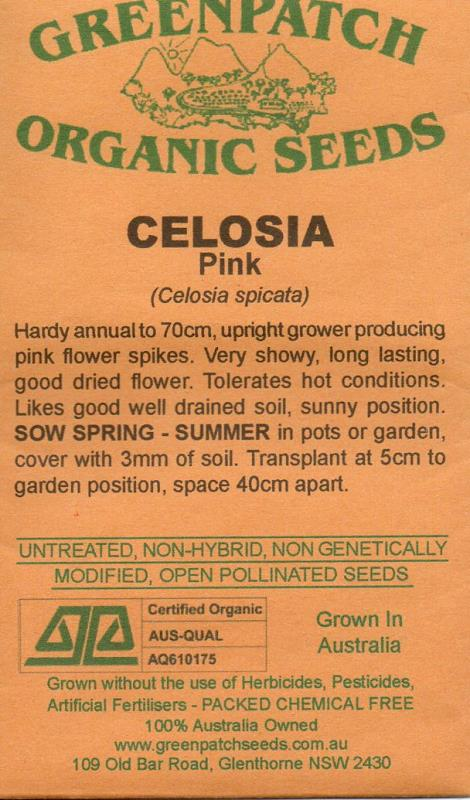 GREENPATCH
ORGANIC SEEDS
CELOSIA
Pink
(Celosia spicata)
Hardy annual to 70cm, upright grower producing
pink flower spikes. Very showy, long lasting,
good dried flower. Tolerates hot conditions.
Likes good well drained soil, sunny position.
SOW SPRING - SUMMER in pots or garden,
cover with 3mm of soil. Transplant at 5cm to
garden position, space 40cm apart.
UNTREATED, NON-HYBRID, NON GENETICALLY
MODIFIED, OPEN POLLINATED SEEDS
Certified Organic
AUS-QUAL
AQ610175
Grown In
Australia
Grown without the use of Herbicides, Pesticides,
Artificial Fertilisers - PACKED CHEMICAL FREE
100% Australia Owned
www.greenpatchseeds.com.au
109 Old Bar Road, Glenthorne NSW 2430